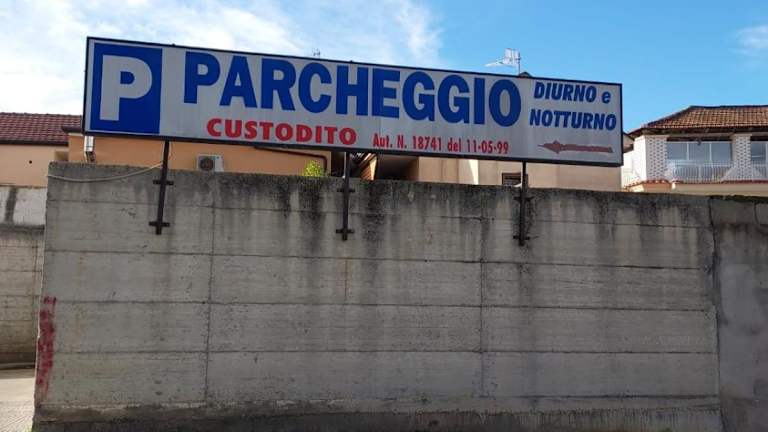 P PARCHEGGIO DIURNO e
NOTTURNO
CUSTODITO Aut. N. 18741 del 11-05-99